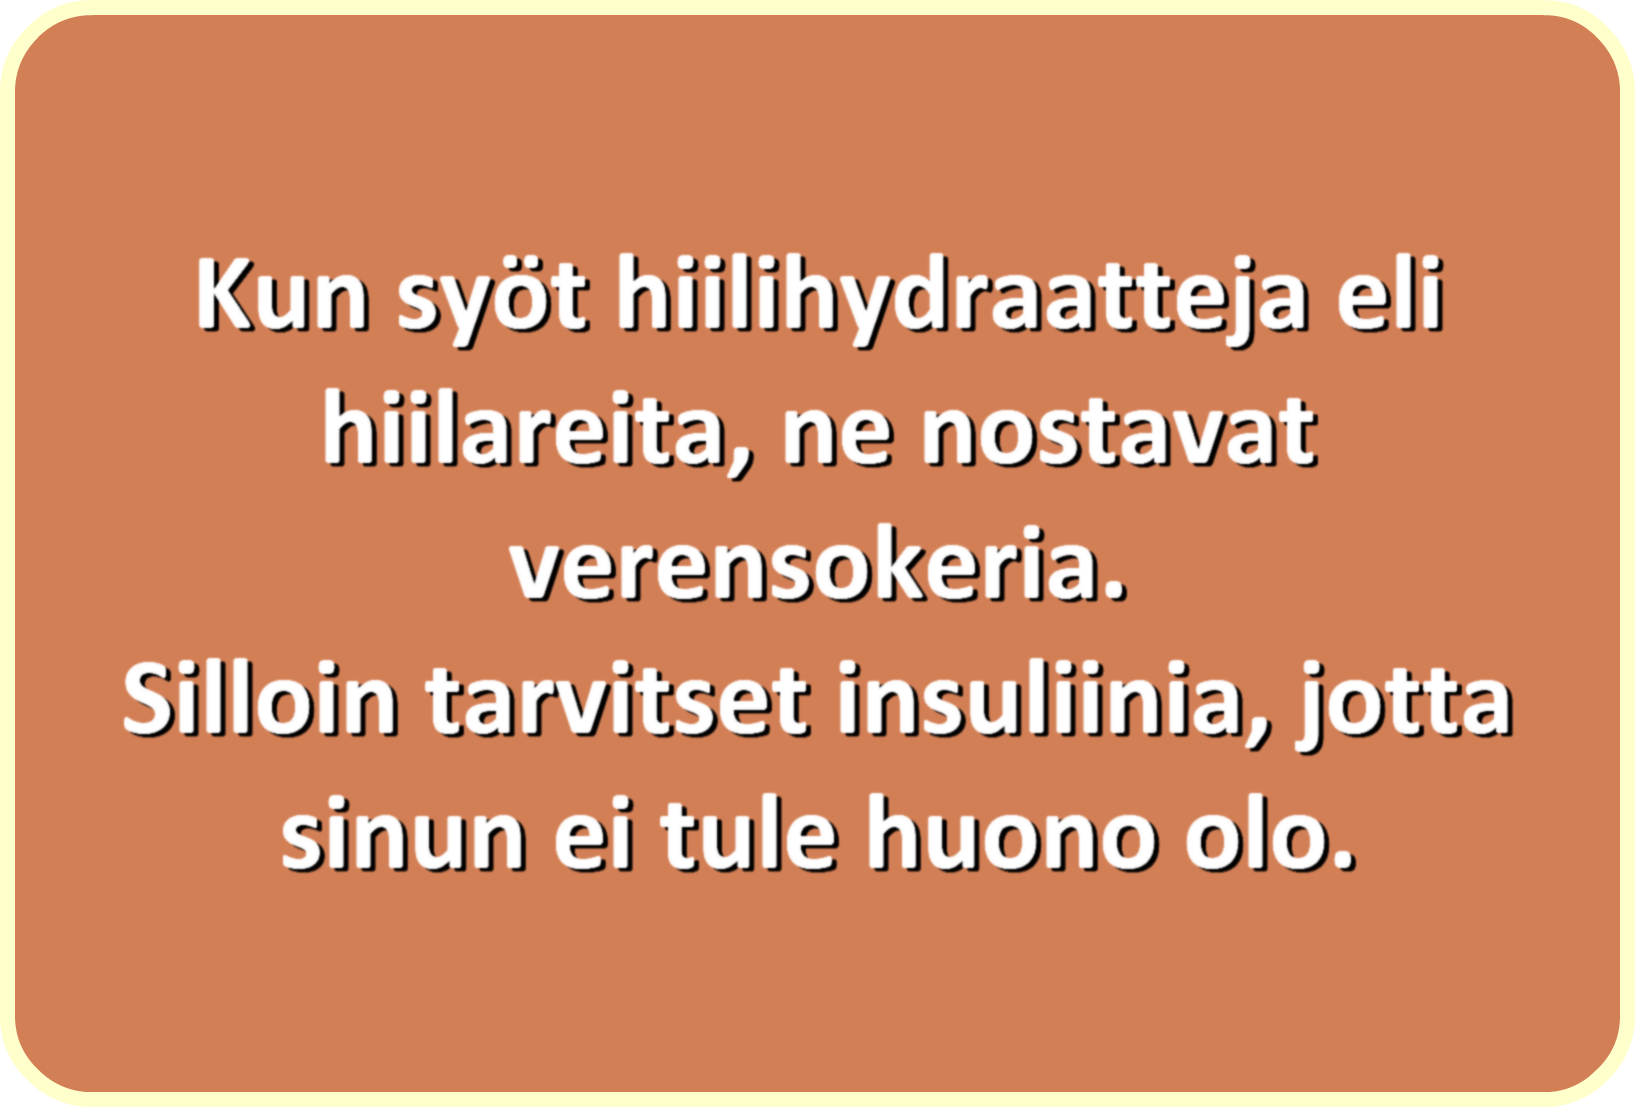 Kun syöt hiilihydraatteja eli
hiilareita, ne nostavat
verensokeria.
Silloin tarvitset insuliinia, jotta
sinun ei tule huono olo.